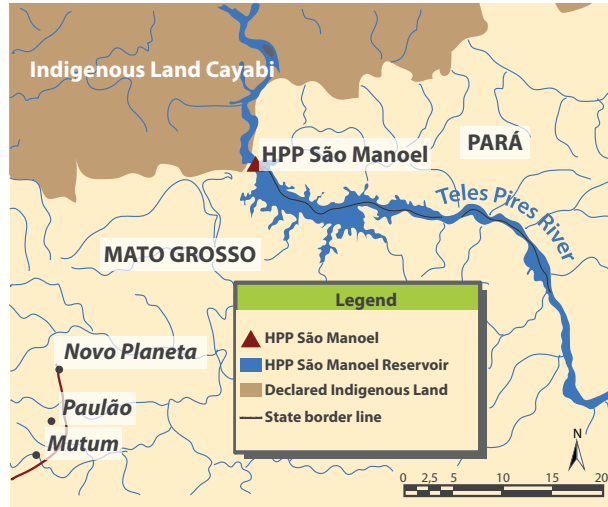 Indigenous Land Cayabi
PARÁ
HPP São Manoel
Teles Pires River
MATO GROSSO
Legend
HPP São Manoel
HPP São Manoel Reservoir
Declared Indigenous Land
State border line
Novo Planeta
Paulão
Mutum
N
0 2,5 5 10 15 20